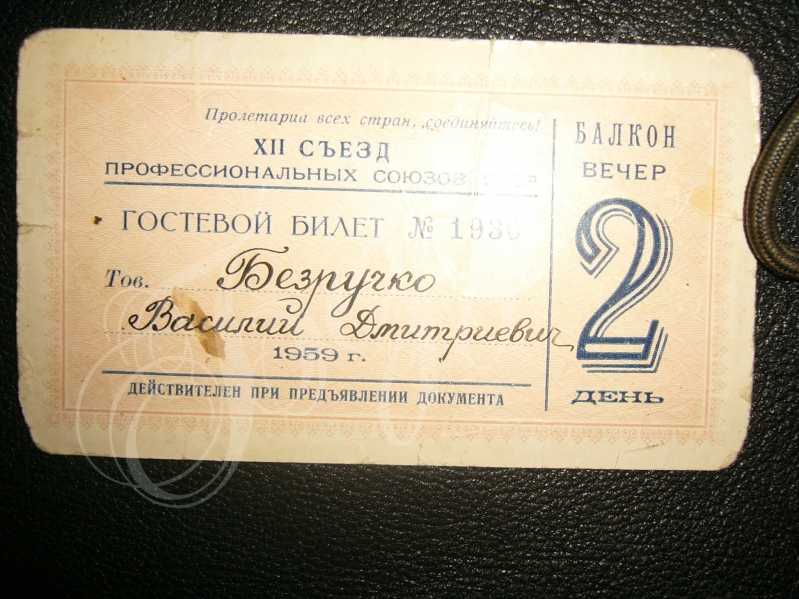 Пролетарии всех стран, соединяйтесь!
XII СЪЕЗД
ПРОФЕССИОНАЛЬНЫХ СОЮЗОВ
ГОСТЕВОЙ БИЛЕТ №
Тов. Безручко
Василий Дмитриевич
1959 г.
ДЕЙСТВИТЕЛЕН ПРИ ПРЕДЪЯВЛЕНИИ ДОКУМЕНТА
БАЛКОН
ВЕЧЕР
2
ДЕНЬ